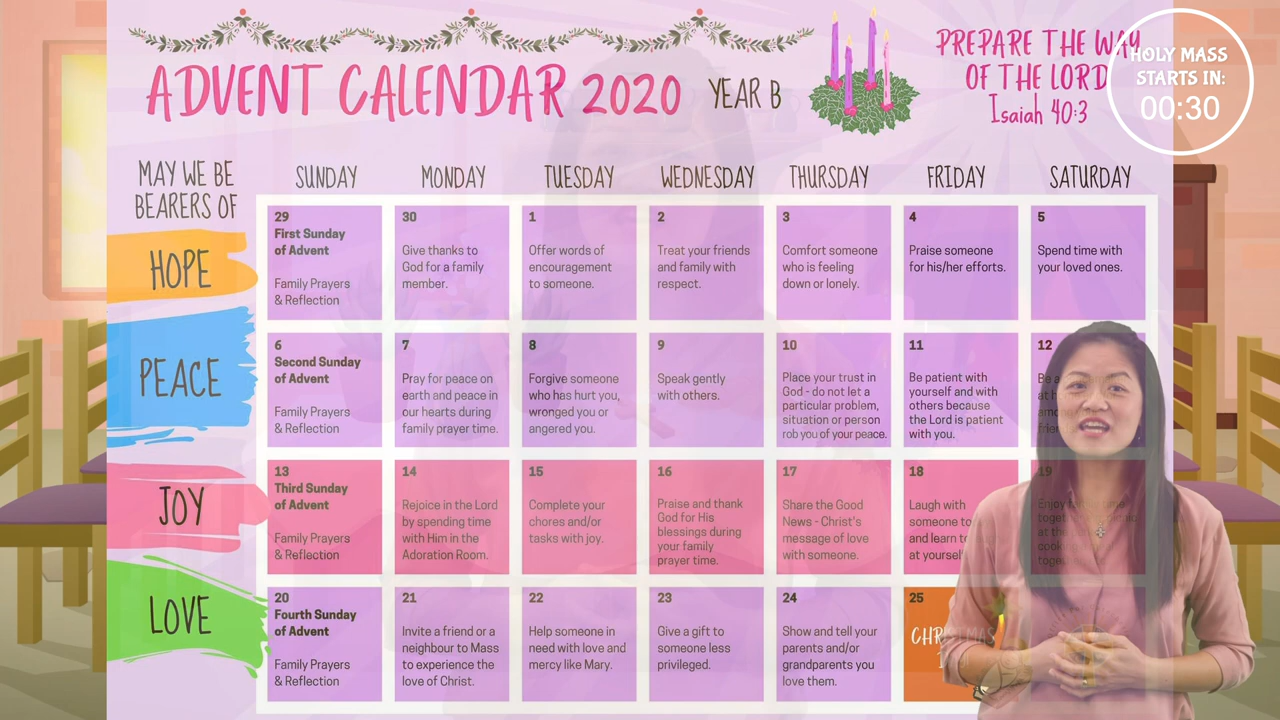 ADVENT CALENDAR 2020 YEAR B
PREPARE THE WAY
OF THE LORD
Isaiah 40:3
HOLY MASS
STARTS IN:
00:30
MAY WE BE
BEARERS OF
SUNDAY MONDAY TUESDAY WEDNESDAY THURSDAY FRIDAY SATURDAY
HOPE
29
First Sunday
of Advent
Family Prayers
& Reflection
30
Give thanks to
God for a family
member.
1
Offer words of
encouragement
to someone.
2
Treat your friends
and family with
respect.
3
Comfort someone
who is feeling
down or lonely.
4
Praise someone
for his/her efforts.
5
Spend time with
your loved ones.
PEACE
6
Second Sunday
of Advent
Family Prayers
& Reflection
7
Pray for peace on
earth and peace in
our hearts during
family prayer time.
8
Forgive someone
who has hurt you,
wronged you or
angered you.
9
Speak gently
with others.
10
Place your trust in
God - do not let a
particular problem,
situation or person
rob you of your peace.
11
Be patient with
yourself and with
others because
the Lord is patient
with you.
12
Be a
JOY
13
Third Sunday
of Advent
Family Prayers
& Reflection
14
Rejoice in the Lord
by spending time
with Him in the
Adoration Room.
15
Complete your
chores and/or
tasks with joy.
16
Praise and thank
God for His
blessings during
your family
prayer time.
17
Share the Good
News - Christ's
message of love
with someone.
18
Laugh with
someone to
and learn to
at yourself
19
Enjoy
at the
LOVE
20
Fourth Sunday
of Advent
Family Prayers
& Reflection
21
Invite a friend or a
neighbour to Mass
to experience the
love of Christ.
22
Help someone in
need with love and
mercy like Mary.
23
Give a gift to
someone less
privileged.
24
Show and tell your
parents and/or
grandparents you
love them.
25
CHRISTMAS